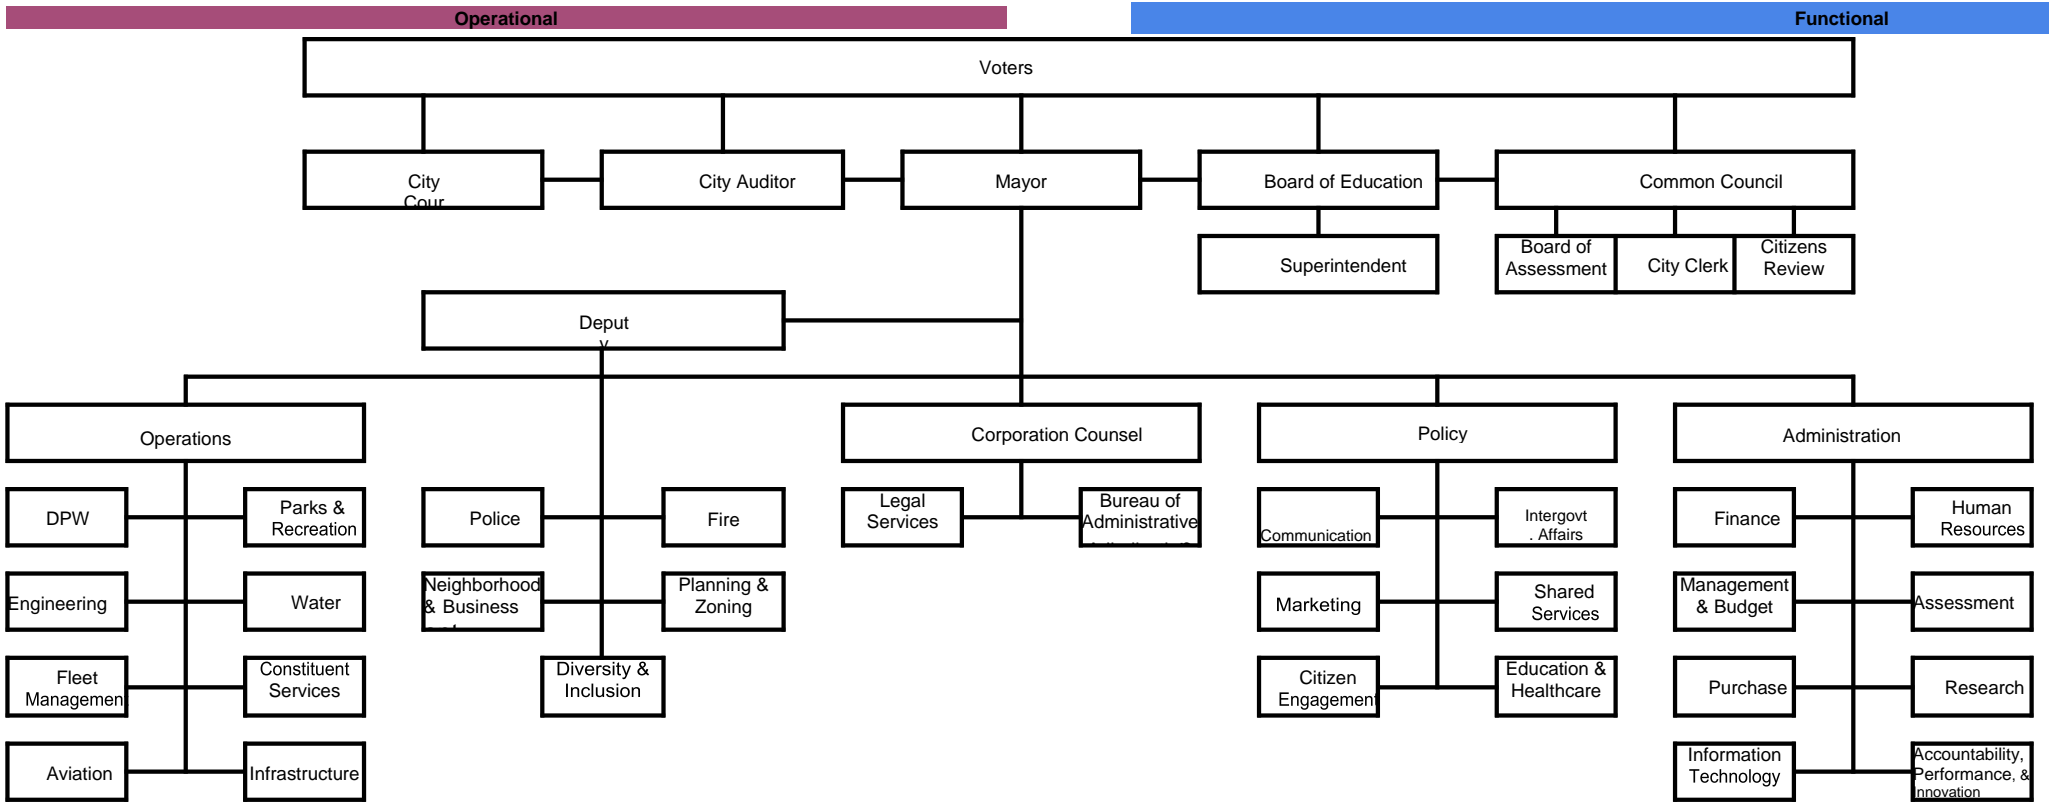 Operational
Functional
Voters
City
Cour
City Auditor
Mayor
Board of Education
Common Council
Superintendent
Board of
Assessment
City Clerk
Citizens
Review
Deput
y
Operations
Corporation Counsel
Policy
Administration
DPW
Parks &
Recreation
Police
Fire
Legal
Services
Bureau of
Administrative
Communication
Intergovt
. Affairs
Finance
Human
Resources
Engineering
Water
Neighborhood
& Business
Planning &
Zoning
Marketing
Shared
Services
Management
& Budget
Assessment
Fleet
Management
Constituent
Services
Diversity &
Inclusion
Citizen
Engagement
Education &
Healthcare
Purchase
Research
Aviation
Infrastructure
Information
Technology
Accountability,
Performance, &
Innovation